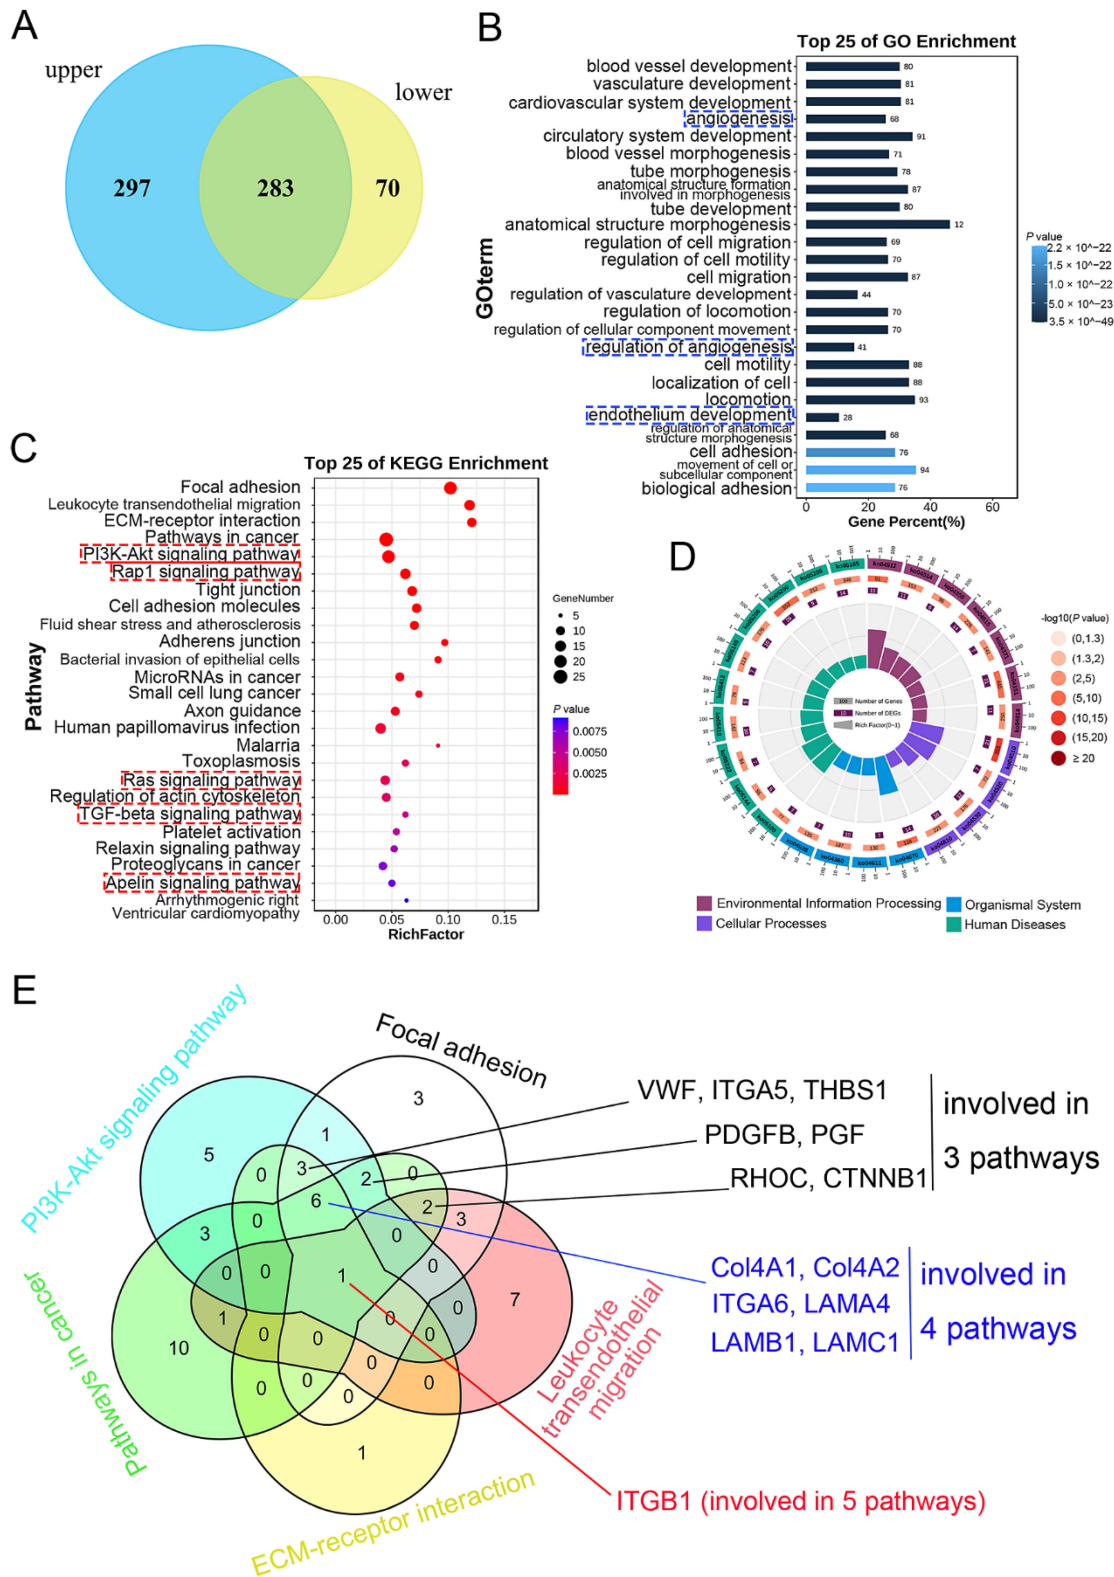 A
upper
lower
297
283
70
B
Top 25 of GO Enrichment
GOterm
blood vessel development 80
vasculature development 81
cardiovascular system development 81
angiogenesis 68
circulatory system development 91
blood vessel morphogenesis 71
tube morphogenesis 78
anatomical structure formation
involved in morphogenesis 87
tube development 80
anatomical structure morphogenesis 12
regulation of cell migration 69
regulation of cell motility 70
cell migration 87
regulation of vasculature development 44
regulation of locomotion 70
regulation of cellular component movement 70
regulation of angiogenesis 41
cell motility 88
localization of cell 88
locomotion 93
endothelium development 28
regulation of anatomical
structure morphogenesis 68
cell adhesion 76
movement of cell or
subcellular component 94
biological adhesion 76
0 20 40 60
Gene Percent(%)
P value
2.2 × 10^−22
1.5 × 10^−22
1.0 × 10^−22
5.0 × 10^−23
3.5 × 10^−49
C
Top 25 of KEGG Enrichment
Pathway
Focal adhesion
Leukocyte transendothelial migration
ECM-receptor interaction
Pathways in cancer
PI3K-Akt signaling pathway
Rap1 signaling pathway
Tight junction
Cell adhesion molecules
Fluid shear stress and atherosclerosis
Adherens junction
Bacterial invasion of epithelial cells
MicroRNAs in cancer
Small cell lung cancer
Axon guidance
Human papillomavirus infection
Malarria
Toxoplasmosis
Ras signaling pathway
Regulation of actin cytoskeleton
TGF-beta signaling pathway
Platelet activation
Relaxin signaling pathway
Proteoglycans in cancer
Apelin signaling pathway
Arrhythmogenic right
Ventricular cardiomyopathy
0.00 0.05 0.10 0.15
RichFactor
GeneNumber
5
10
15
20
25
P value
0.0075
0.0050
0.0025
D
Number of Genes
Number of DEGs
Rich Factor(0~1)
-log10(P value)
(0,1.3)
(1.3,2)
(2,5)
(5,10)
(10,15)
(15,20)
≥ 20
Environmental Information Processing
Cellular Processes
Organismal System
Human Diseases
E
PI3K-Akt signaling pathway
Focal adhesion
Leukocyte
transendothelial
migration
ECM-receptor interaction
Pathways in cancer
3
1
5
0
3
2
0
6
2
3
3
0
0
0
0
0
1
0
7
1
0
0
0
0
10
0
0
0
0
0
1
VWF, ITGA5, THBS1
PDGFB, PGF
RHOC, CTNNB1
involved in
3 pathways
Col4A1, Col4A2
ITGA6, LAMA4
LAMB1, LAMC1
involved in
4 pathways
ITGB1 (involved in 5 pathways)